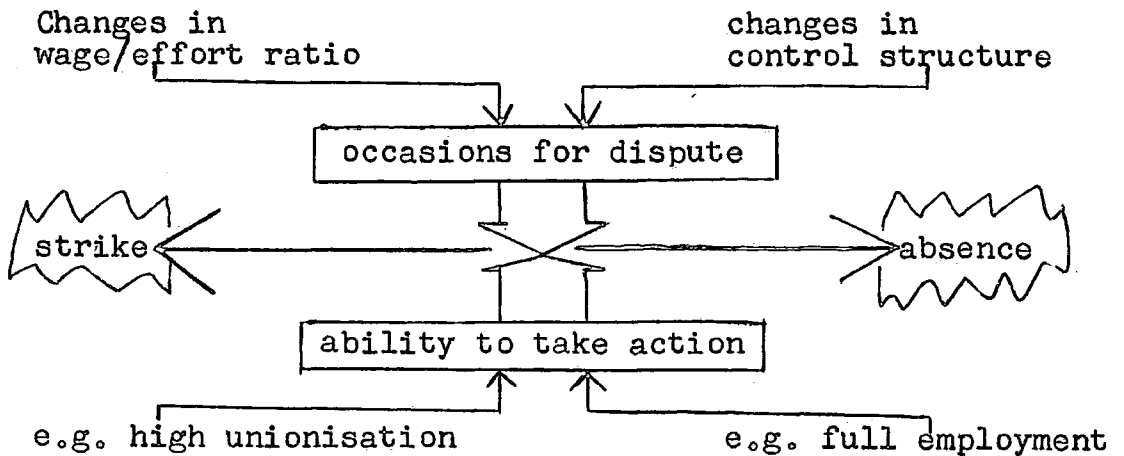 Changes in
wage/effort ratio
changes in
control structure
occasions for dispute
strike
absence
ability to take action
e.g. high unionisation
e.g. full employment